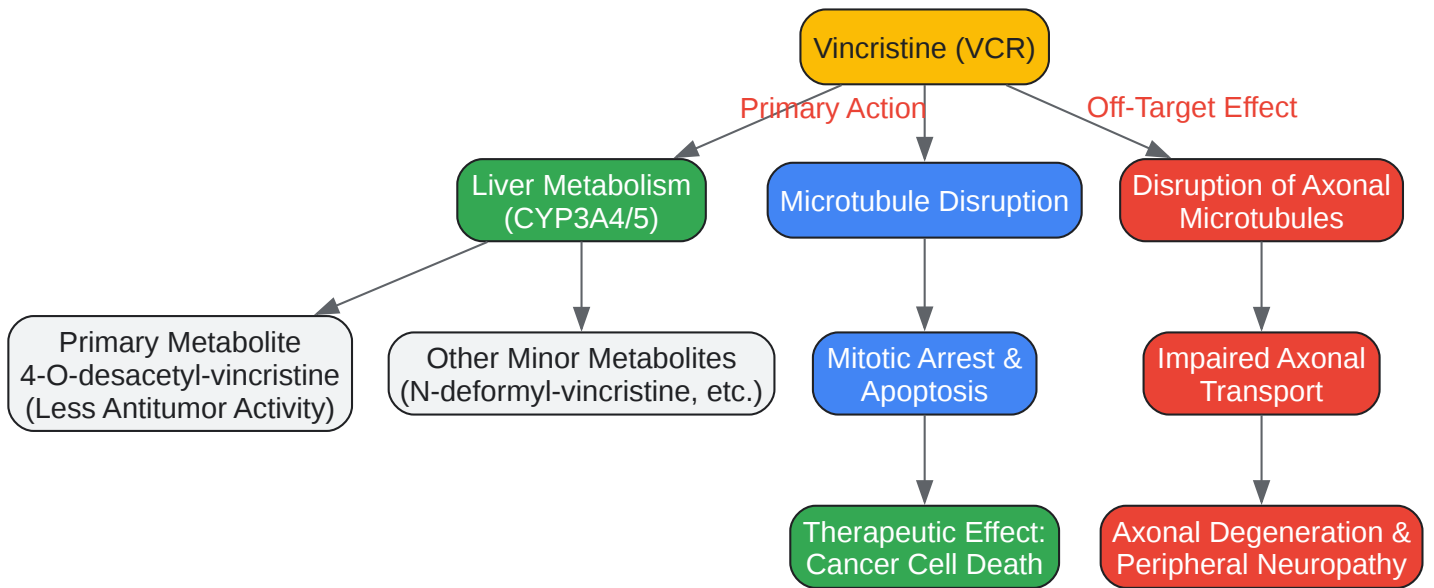 Vincristine (VCR)
Primary Action
Off-Target Effect
Liver Metabolism
(CYP3A4/5)
Microtubule Disruption
Disruption of Axonal
Microtubules
Primary Metabolite
4-O-desacetyl-vincristine
(Less Antitumor Activity)
Other Minor Metabolites
(N-deformyl-vincristine, etc.)
Mitotic Arrest &
Apoptosis
Impaired Axonal
Transport
Therapeutic Effect:
Cancer Cell Death
Axonal Degeneration &
Peripheral Neuropathy